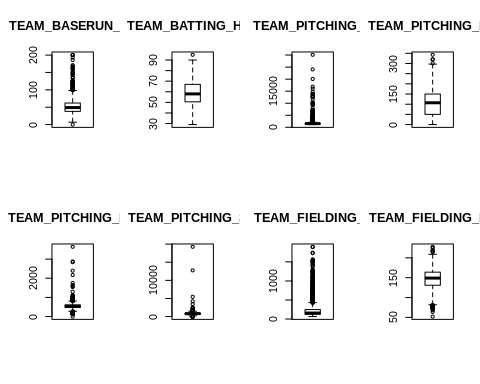 TEAM_BASERUN_ TEAM_BATTING_H TEAM_PITCHING_ TEAM_PITCHING_
0 100 200
30 50 70 90
0 15000
0 150 300
TEAM_PITCHING_ TEAM_PITCHING_ TEAM_FIELDING_ TEAM_FIELDING_
0 2000
0 10000
0 1000
50 150